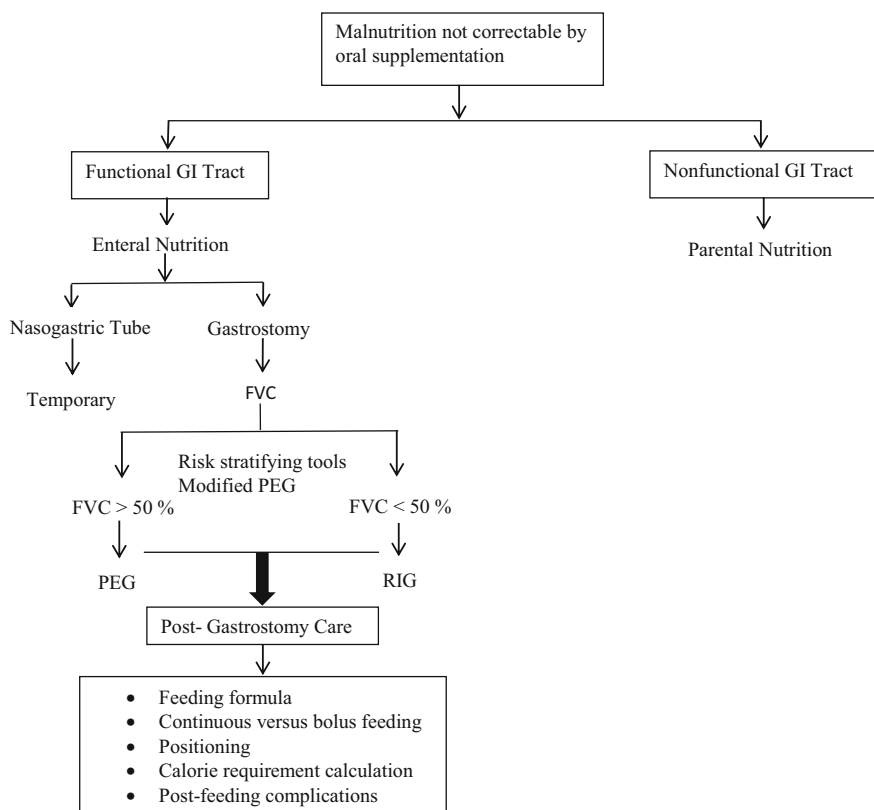 Malnutrition not correctable by
oral supplementation
Functional GI Tract
Nonfunctional GI Tract
Enteral Nutrition
Parental Nutrition
Nasogastric Tube
Gastrostomy
Temporary
FVC
Risk stratifying tools
Modified PEG
FVC > 50 %
FVC < 50 %
PEG
RIG
Post- Gastrostomy Care
• Feeding formula
• Continuous versus bolus feeding
• Positioning
• Calorie requirement calculation
• Post-feeding complications